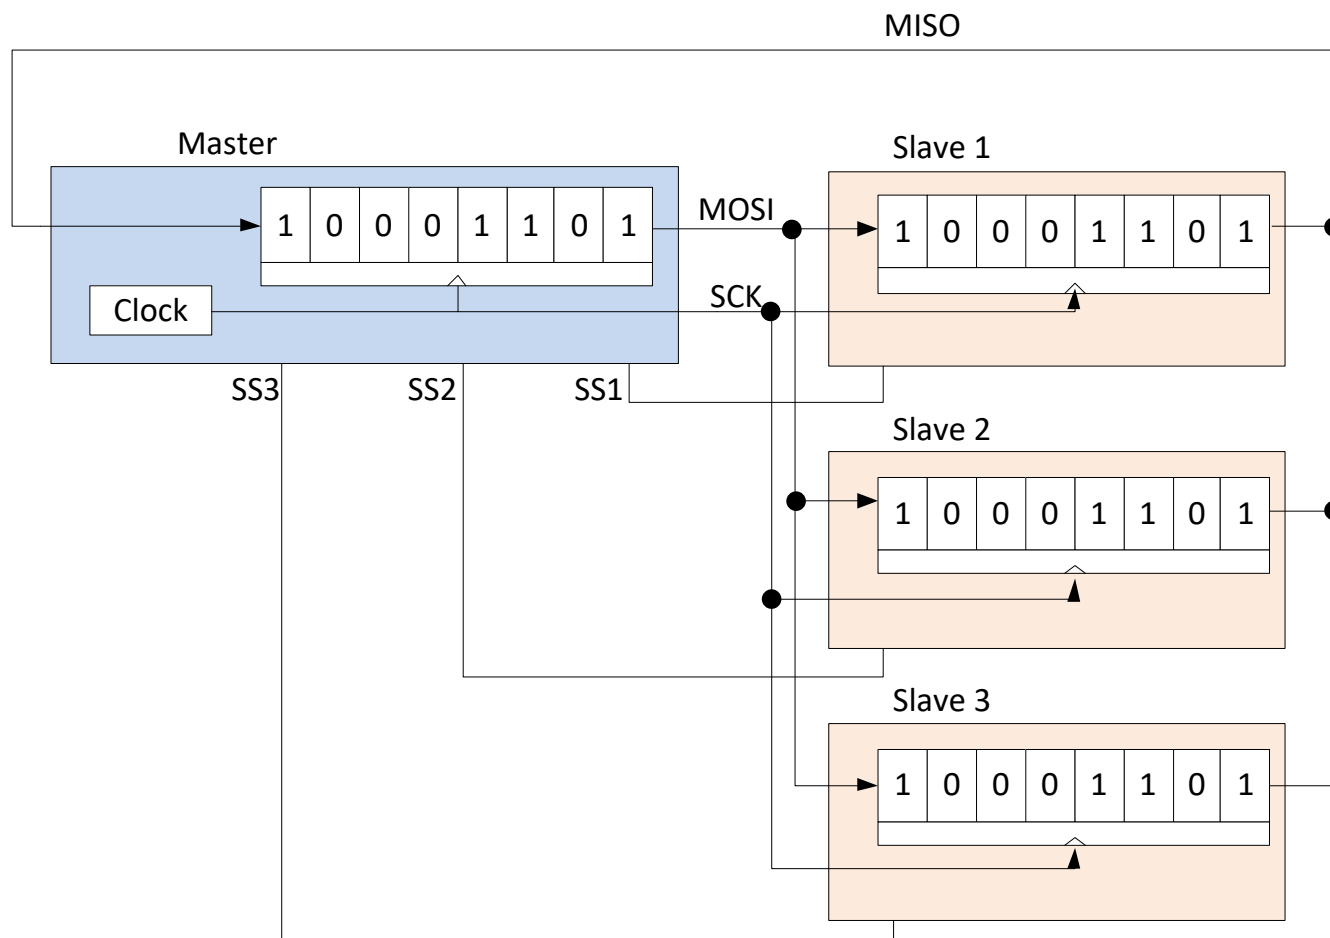 MISO
Master
Slave 1
1 0 0 0 1 1 0 1
MOSI
1 0 0 0 1 1 0 1
Clock
SCK
SS3
SS2
SS1
Slave 2
1 0 0 0 1 1 0 1
Slave 3
1 0 0 0 1 1 0 1